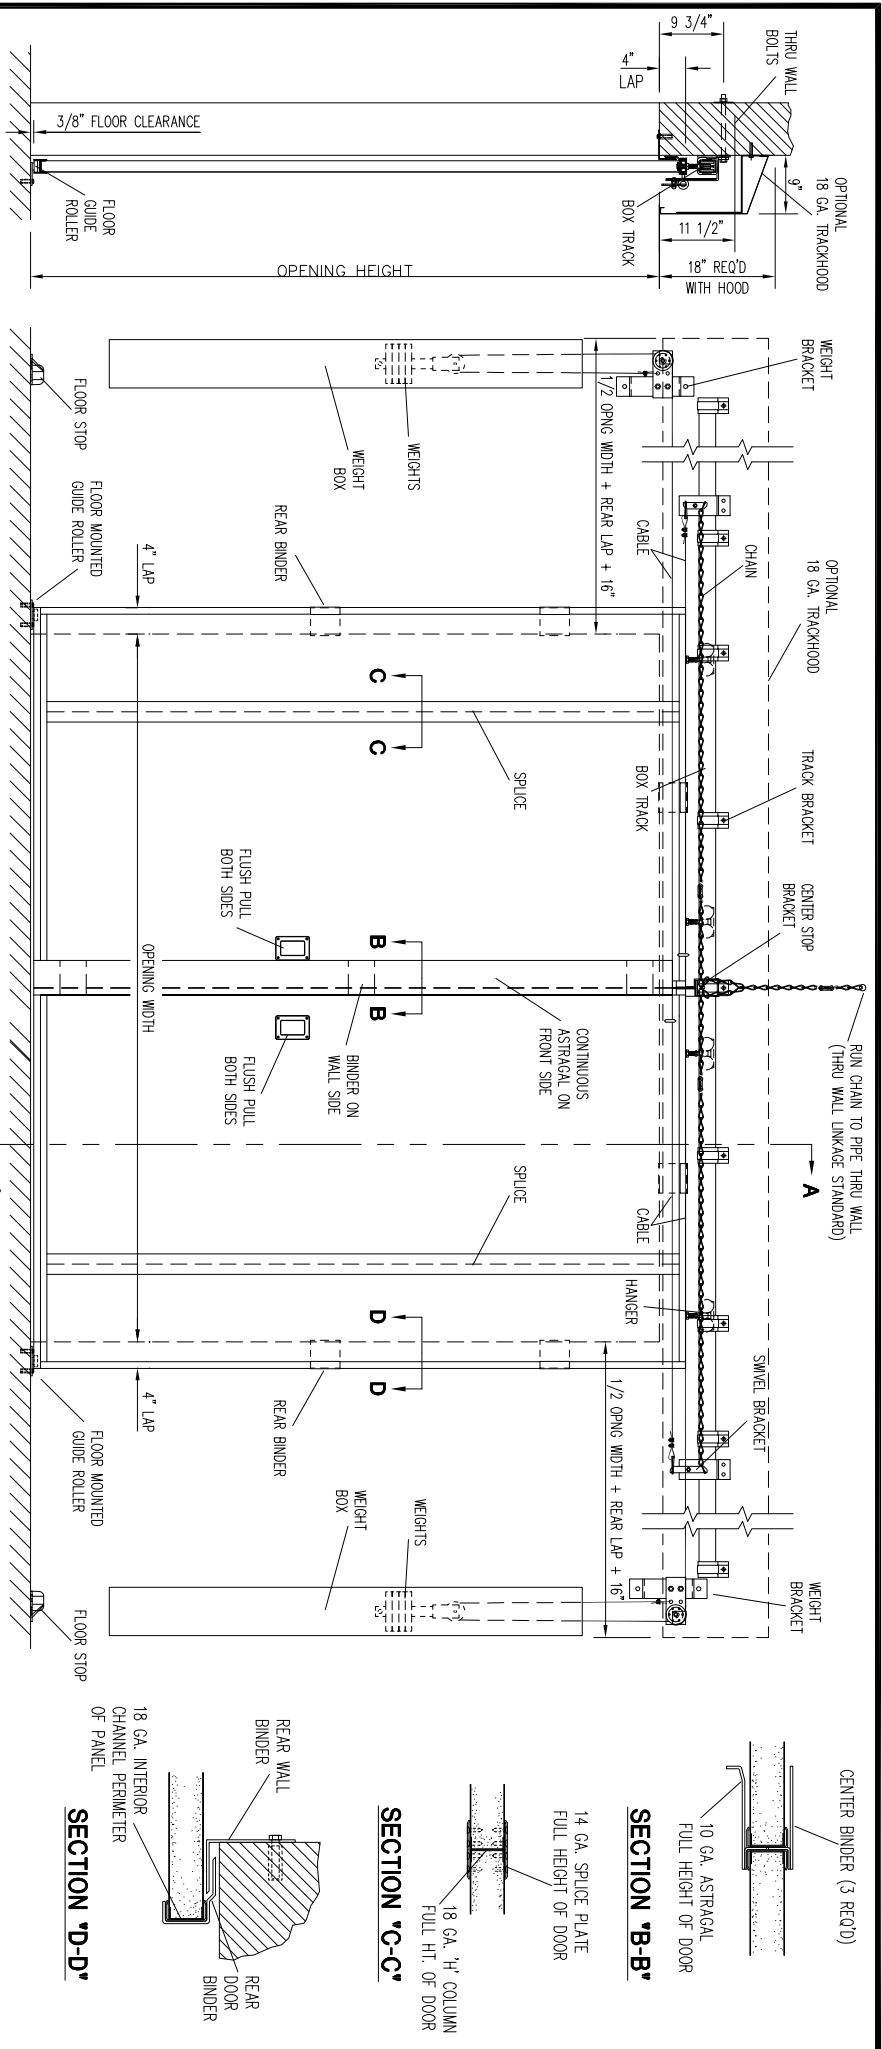 9 3/4"
THRU WALL
BOLTS
4"
LAP
3/8" FLOOR CLEARANCE
FLOOR
GUIDE
ROLLER
BOX TRACK
9"
OPTIONAL
18 GA. TRACKHOOD
11 1/2"
18" REQ'D
WITH HOOD
OPENING HEIGHT
WEIGHT
BRACKET
1/2 OPNG WIDTH + REAR LAP + 16"
WEIGHTS
WEIGHT
BOX
FLOOR STOP
FLOOR MOUNTED
GUIDE ROLLER
4" LAP
REAR BINDER
CABLE
CHAIN
OPTIONAL
18 GA. TRACKHOOD
C
C
SPLICE
BOX TRACK
TRACK BRACKET
CENTER STOP
BRACKET
FLUSH PULL
BOTH SIDES
B
B
OPENING WIDTH
FLUSH PULL
BOTH SIDES
BINDER ON
WALL SIDE
CONTINUOUS
ASTRAGAL ON
FRONT SIDE
RUN CHAIN TO PIPE THRU WALL
(THRU WALL LINKAGE STANDARD)
A
SPLICE
CABLE
HANGER
D
D
SWIVEL BRACKET
REAR BINDER
4" LAP
FLOOR MOUNTED
GUIDE ROLLER
1/2 OPNG WIDTH + REAR LAP + 16"
WEIGHTS
WEIGHT
BOX
WEIGHT
BRACKET
FLOOR STOP
CENTER BINDER (3 REQ'D)
10 GA. ASTRAGAL
FULL HEIGHT OF DOOR
SECTION "B-B"
14 GA. SPLICE PLATE
FULL HEIGHT OF DOOR
18 GA. 'H' COLUMN
FULL HT. OF DOOR
SECTION "C-C"
REAR WALL
BINDER
REAR
DOOR
BINDER
18 GA. INTERIOR
CHANNEL PERIMETER
OF PANEL
SECTION "D-D"